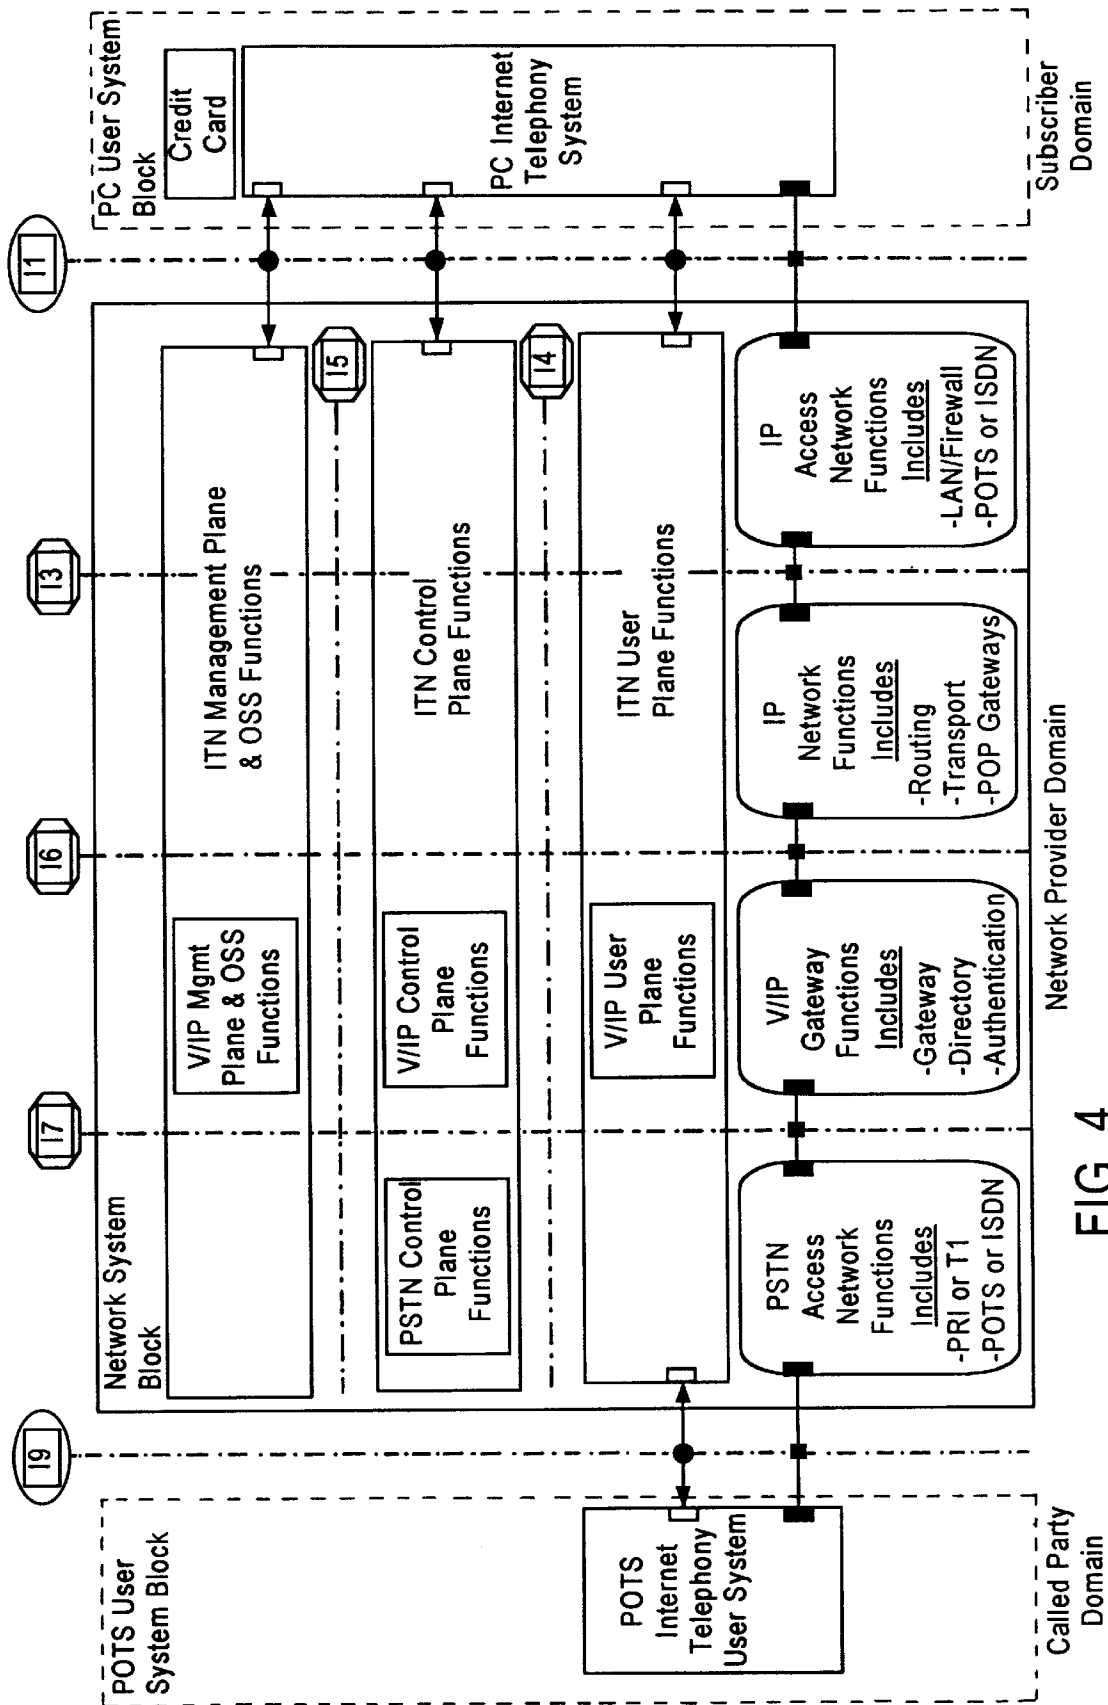 POTS User
System Block
POTS
Internet
Telephony
User System
Called Party
Domain
I9
Network System
Block
I7
I6
I3
ITN Management Plane
& OSS Functions
V/IP Mgmt
Plane & OSS
Functions
I5
ITN Control
Plane Functions
PSTN Control
Plane
Functions
V/IP Control
Plane
Functions
I4
ITN User
Plane Functions
V/IP User
Plane
Functions
PSTN
Access
Network
Functions
Includes
-PRI or T1
-POTS or ISDN
V/IP
Gateway
Functions
Includes
-Gateway
-Directory
-Authentication
IP
Network
Functions
Includes
-Routing
-Transport
-POP Gateways
IP
Access
Network
Functions
Includes
-LAN/Firewall
-POTS or ISDN
Network Provider Domain
I1
PC User System
Block
Credit
Card
PC Internet
Telephony
System
Subscriber
Domain
FIG. 4